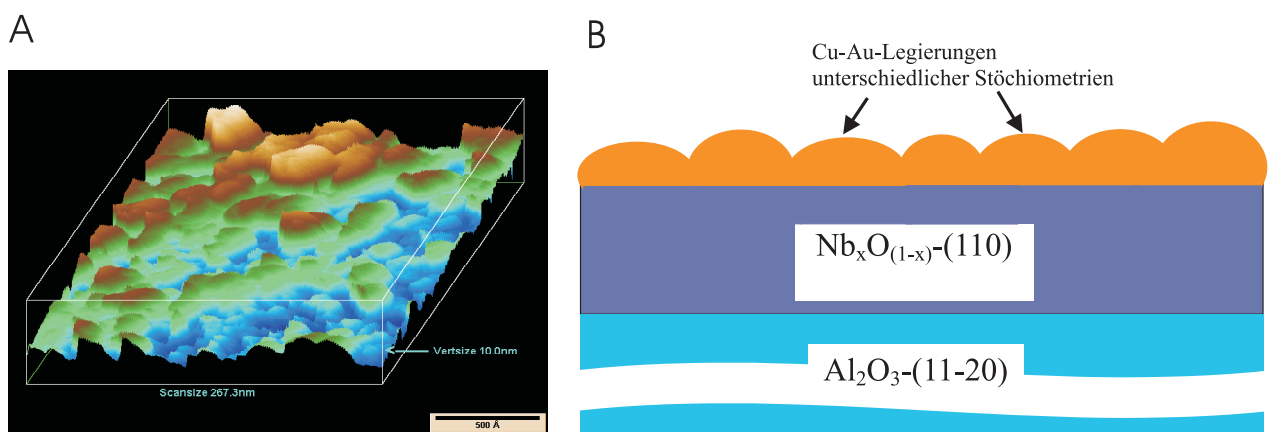 A
Vertsize 10.0nm
Scansize 267.3nm
500 Å
B
Cu-Au-Legierungen
unterschiedlicher Stöchiometrien
NbₓO₍₁₋ₓ₎-(110)
Al₂O₃-(11-20)